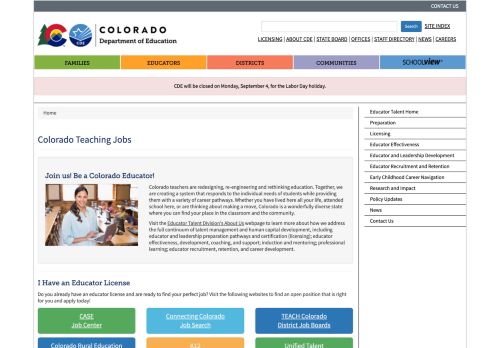 CONTACT US
COLORADO
Department of Education
CDE
Search
SITE INDEX
LICENSING | ABOUT CDE | STATE BOARD | OFFICES | STAFF DIRECTORY | NEWS | CAREERS
FAMILIES
EDUCATORS
DISTRICTS
COMMUNITIES
SCHOOLVIEW
CDE will be closed on Monday, September 4, for the Labor Day holiday.
Home
Colorado Teaching Jobs
Join us! Be a Colorado Educator!
Colorado teachers are redesigning, re-engineering and rethinking education. Together, we
are creating a system that responds to the individual needs of students while providing
them with a variety of career pathways. Whether you have lived here all your life, attended
school here, or are thinking about making a move, Colorado is a wonderfully diverse state
where you can find your place in the classroom and the community.
Visit the Educator Talent Division's About Us webpage to learn more about how we address
the full continuum of talent management and human capital development, including
educator and leadership preparation pathways and certification (licensing); educator
effectiveness, development, coaching, and support; induction and mentoring; professional
learning; educator recruitment, retention, and career development.
I Have an Educator License
Do you already have an educator license and are ready to find your perfect job? Visit the following websites to find an open position that is right
for you and apply today!
CASE
Job Center
Connecting Colorado
Job Search
TEACH Colorado
District Job Boards
Colorado Rural Education
K12
Unified Talent
Educator Talent Home
Preparation
Licensing
Educator Effectiveness
Educator and Leadership Development
Educator Recruitment and Retention
Early Childhood Career Navigation
Research and Impact
Policy Updates
News
Contact Us